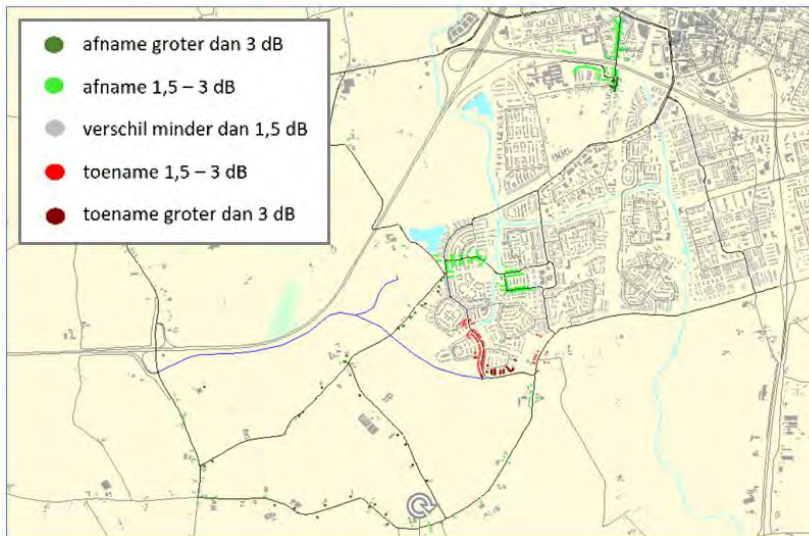 afname groter dan 3 dB
afname 1,5 – 3 dB
verschil minder dan 1,5 dB
toename 1,5 – 3 dB
toename groter dan 3 dB